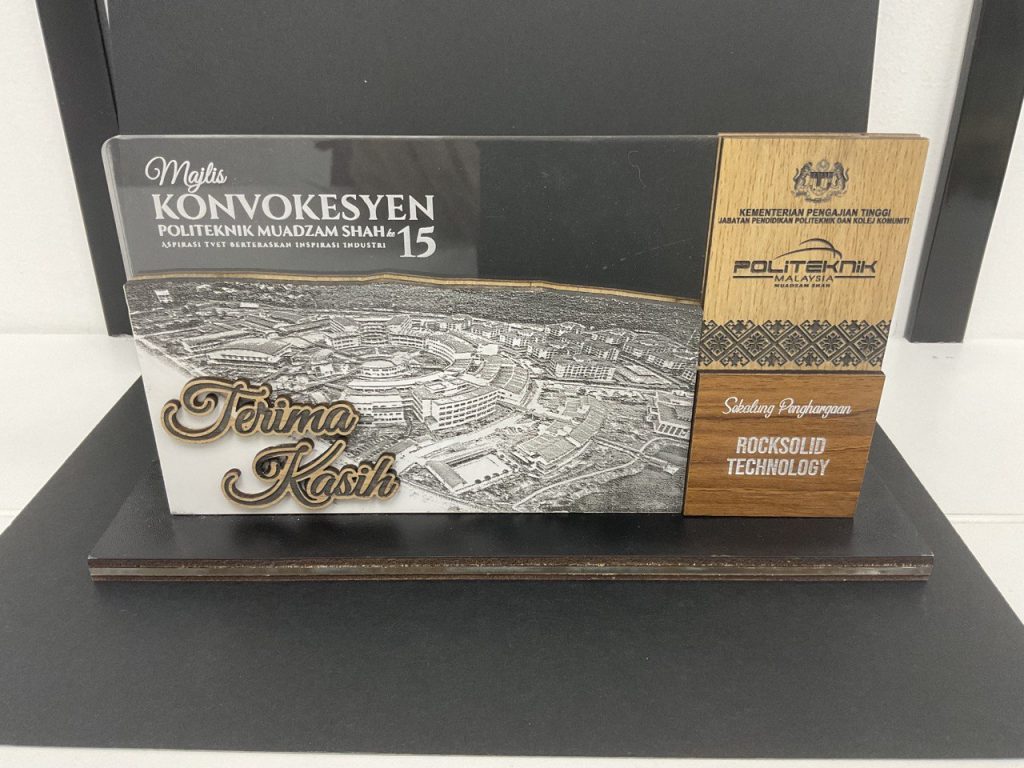 Majlis
KONVOKESYEN
POLITEKNIK MUADZAM SHAH ke 15
ASPIRASI TVET BERTERASKAN INSPIRASI INDUSTRI
Terima
Kasih
KEMENTERIAN PENGAJIAN TINGGI
JABATAN PENDIDIKAN POLITEKNIK DAN KOLEJ KOMUNITI
POLITEKNIK
MALAYSIA
MUADZAM SHAH
Sekalung Penghargaan
ROCKSOLID
TECHNOLOGY